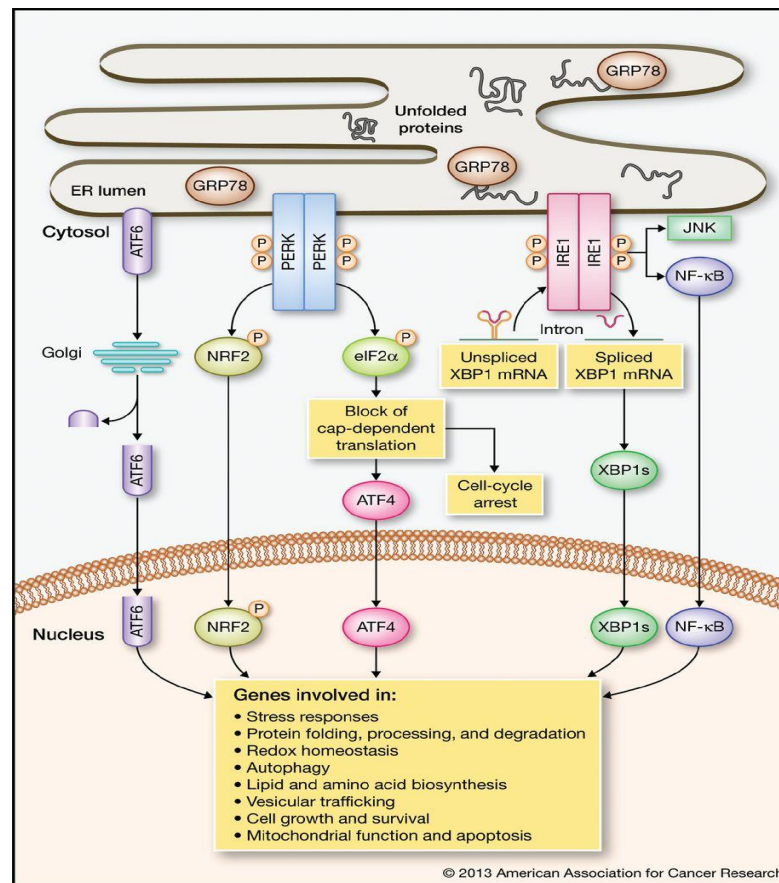 GRP78
Unfolded
proteins
GRP78
GRP78
ER lumen
Cytosol
ATF6
PERK
PERK
IRE1
IRE1
P
P
P
P
P
P
P
P
JNK
NF-κB
Golgi
NRF2
P
eIF2α
P
Intron
Unspliced
XBP1 mRNA
Spliced
XBP1 mRNA
Block of
cap-dependent
translation
ATF6
ATF4
Cell-cycle
arrest
XBP1s
Nucleus
ATF6
NRF2
P
ATF4
XBP1s
NF-κB
Genes involved in:
• Stress responses
• Protein folding, processing, and degradation
• Redox homeostasis
• Autophagy
• Lipid and amino acid biosynthesis
• Vesicular trafficking
• Cell growth and survival
• Mitochondrial function and apoptosis
© 2013 American Association for Cancer Research